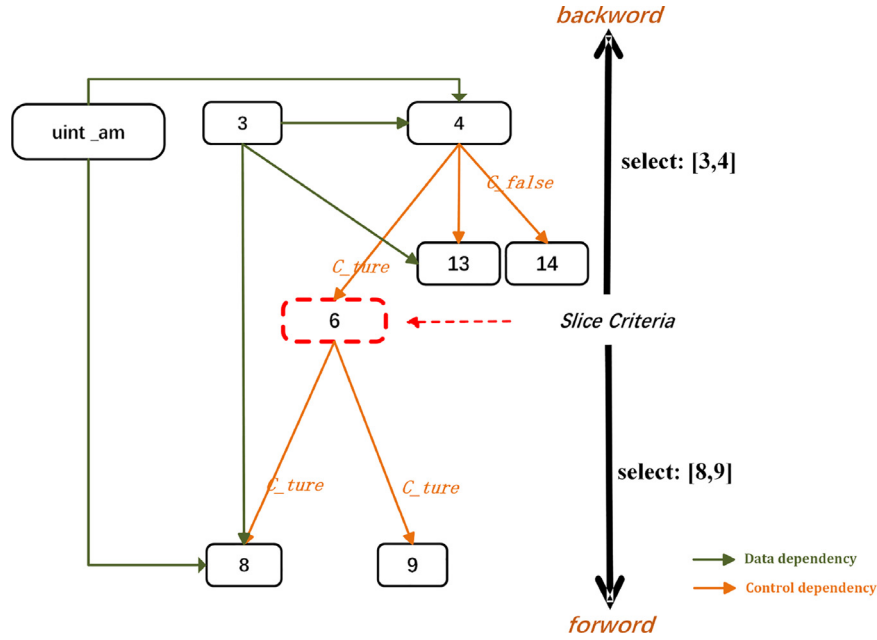 backword
uint _am
3
4
select: [3,4]
C_false
C_ture
13
14
6
Slice Criteria
select: [8,9]
C_ture
C_ture
8
9
Data dependency
Control dependency
forword